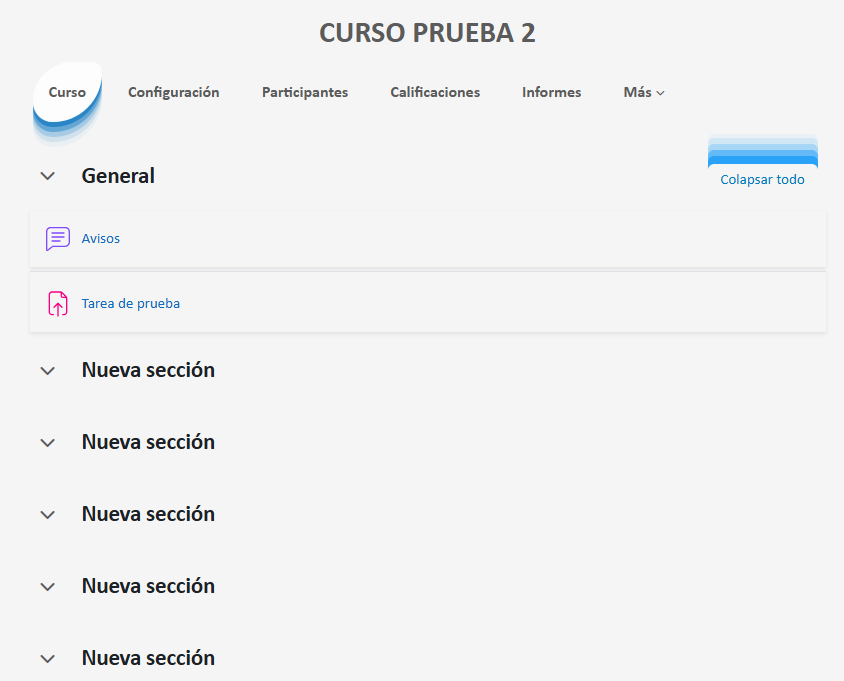 CURSO PRUEBA 2
Curso Configuración Participantes Calificaciones Informes Más
General
Colapsar todo
Avisos
Tarea de prueba
Nueva sección
Nueva sección
Nueva sección
Nueva sección
Nueva sección